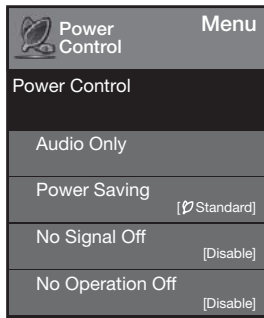 Power
Control
Menu
Power Control
Audio Only
Power Saving
[Standard]
No Signal Off
[Disable]
No Operation Off
[Disable]